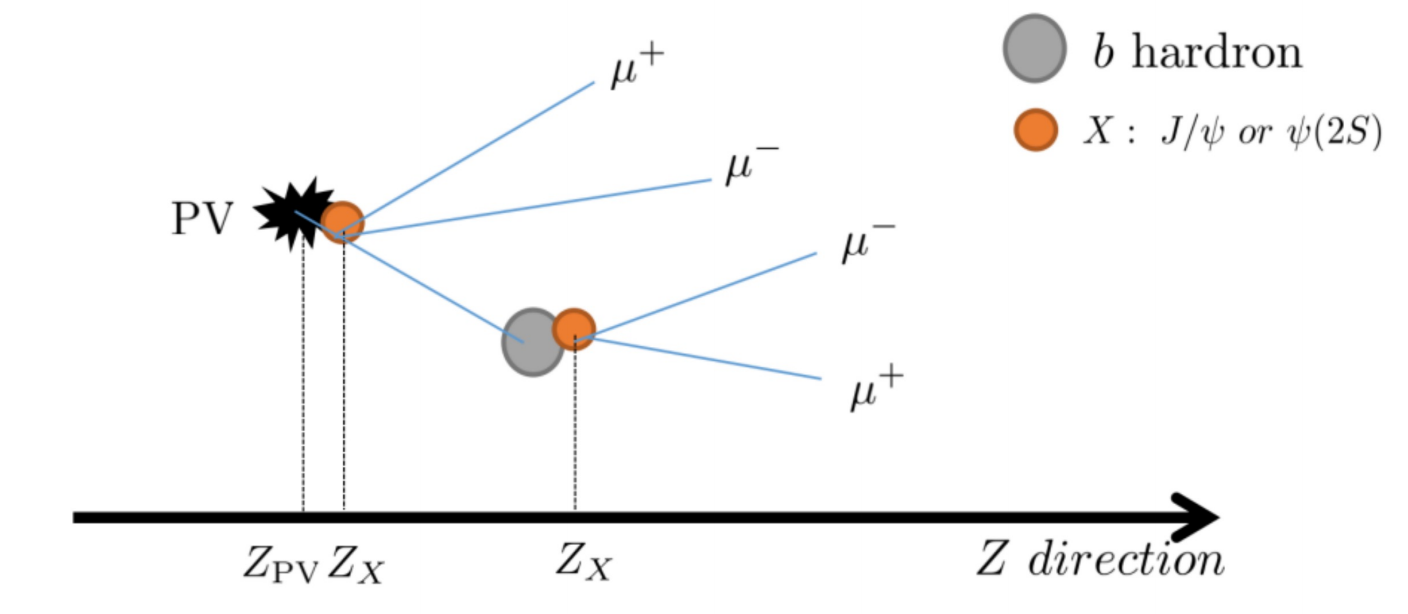 μ⁺
b hardron
X : J/ψ or ψ(2S)
μ⁻
PV
μ⁻
μ⁺
Z_PV Z_X
Z_X
Z direction